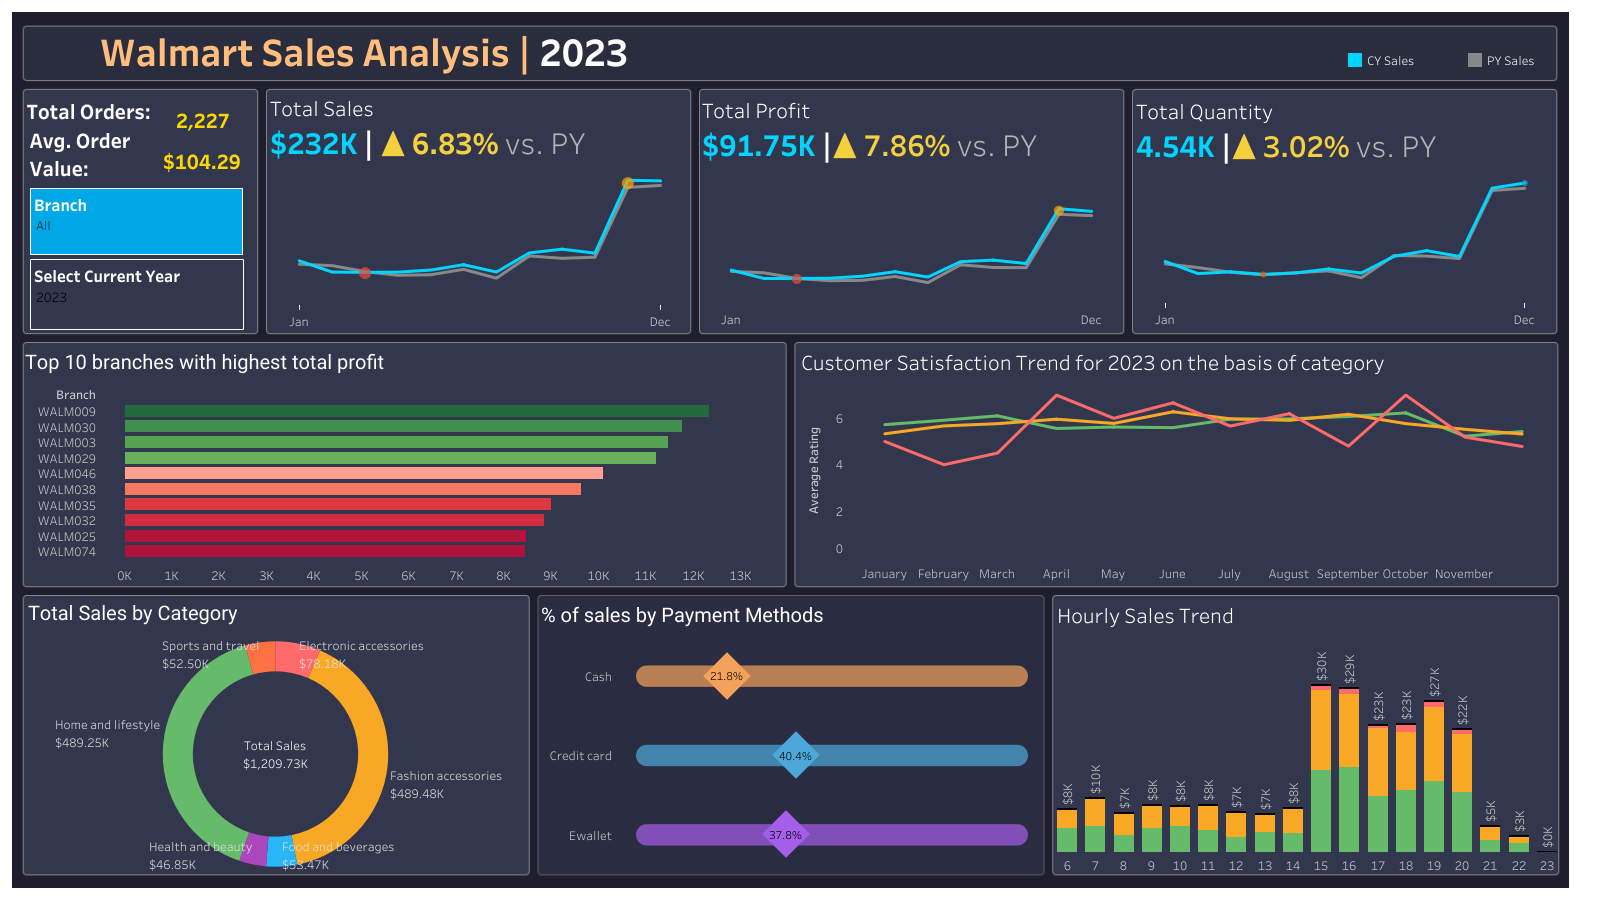 Walmart Sales Analysis | 2023
CY Sales
PY Sales
Total Orders:
2,227
Avg. Order
Value:
$104.29
Branch
All
Select Current Year
2023
Total Sales
$232K | ▲ 6.83% vs. PY
Jan
Dec
Total Profit
$91.75K |▲ 7.86% vs. PY
Jan
Dec
Total Quantity
4.54K |▲ 3.02% vs. PY
Jan
Dec
Top 10 branches with highest total profit
Branch
WALM009
WALM030
WALM003
WALM029
WALM046
WALM038
WALM035
WALM032
WALM025
WALM074
0K 1K 2K 3K 4K 5K 6K 7K 8K 9K 10K 11K 12K 13K
Customer Satisfaction Trend for 2023 on the basis of category
Average Rating
6
4
2
0
January February March April May June July August September October November
Total Sales by Category
Sports and travel
$52.50K
Electronic accessories
$78.18K
Home and lifestyle
$489.25K
Total Sales
$1,209.73K
Fashion accessories
$489.48K
Health and beauty
$46.85K
Food and beverages
$53.47K
% of sales by Payment Methods
Cash
21.8%
Credit card
40.4%
Ewallet
37.8%
Hourly Sales Trend
$8K $10K $7K $8K $8K $8K $7K $7K $8K $30K $29K $23K $23K $27K $22K $5K $3K $0K
6 7 8 9 10 11 12 13 14 15 16 17 18 19 20 21 22 23